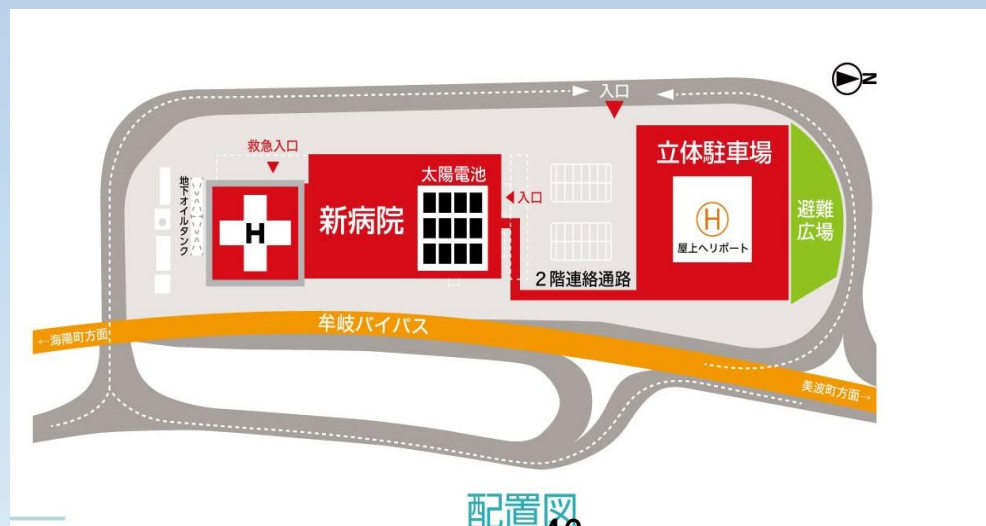 N
入口
救急入口
立体駐車場
太陽電池
地下オイルタンク
入口
新病院
H
H
避難
広場
屋上ヘリポート
2階連絡通路
牟岐バイパス
←海陽町方面
美波町方面→
配置図